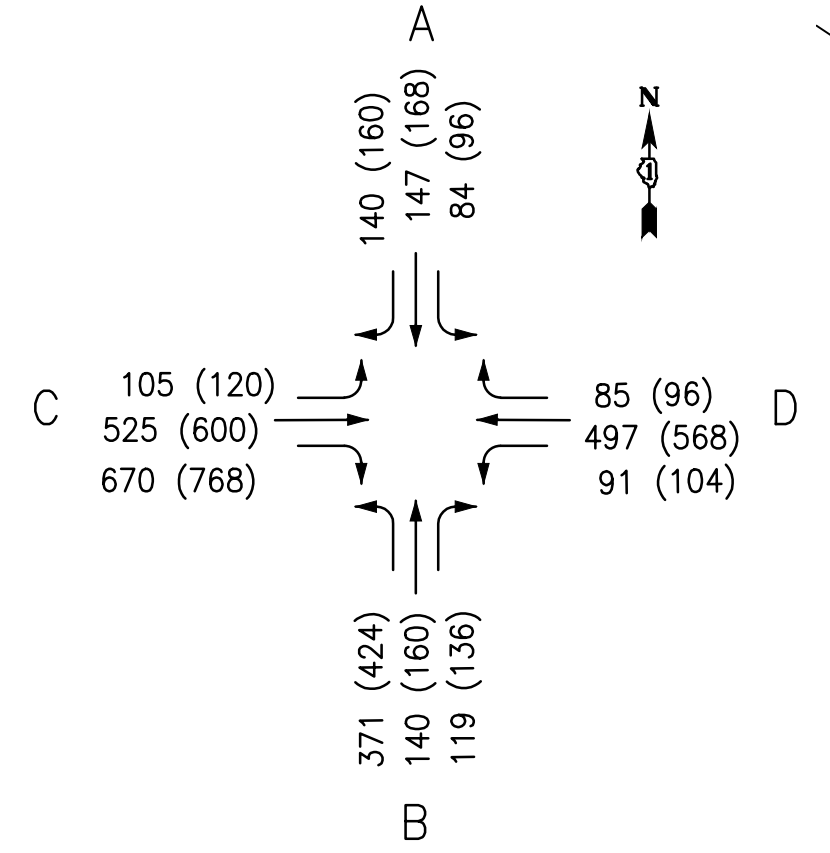 A
140 (160)
147 (168)
84 (96)
N
1
C
105 (120)
525 (600)
670 (768)
85 (96)
497 (568)
91 (104)
D
371 (424)
140 (160)
119 (136)
B